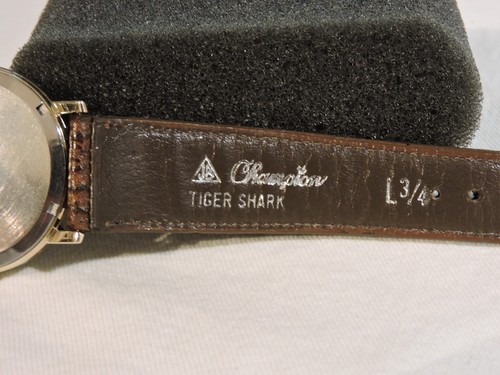 Champion
TIGER SHARK
L 3/4